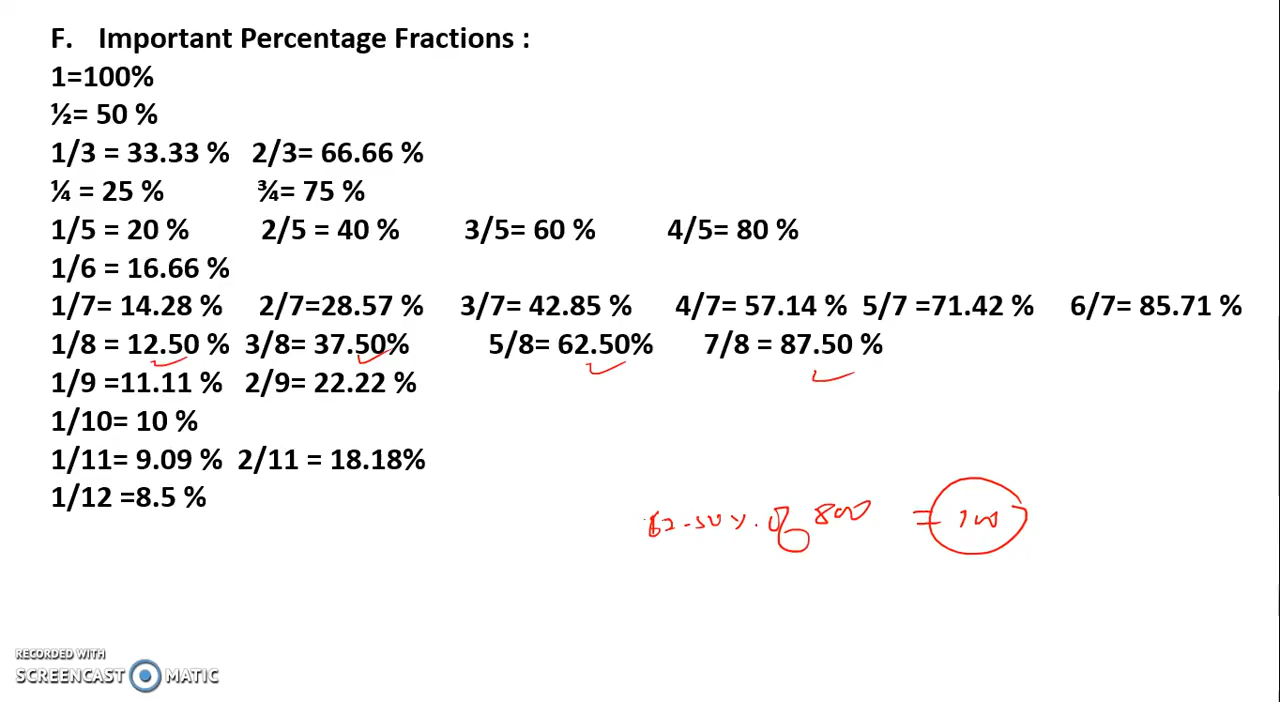 F. Important Percentage Fractions :
1=100%
½= 50 %
1/3 = 33.33 % 2/3= 66.66 %
¼ = 25 % ¾= 75 %
1/5 = 20 % 2/5 = 40 % 3/5= 60 % 4/5= 80 %
1/6 = 16.66 %
1/7= 14.28 % 2/7=28.57 % 3/7= 42.85 % 4/7= 57.14 % 5/7 =71.42 % 6/7= 85.71 %
1/8 = 12.50 % 3/8= 37.50% 5/8= 62.50% 7/8 = 87.50 %
1/9 =11.11 % 2/9= 22.22 %
1/10= 10 %
1/11= 9.09 % 2/11 = 18.18%
1/12 =8.5 %
62.50 % of 800 =
RECORDED WITH
SCREENCAST MATIC